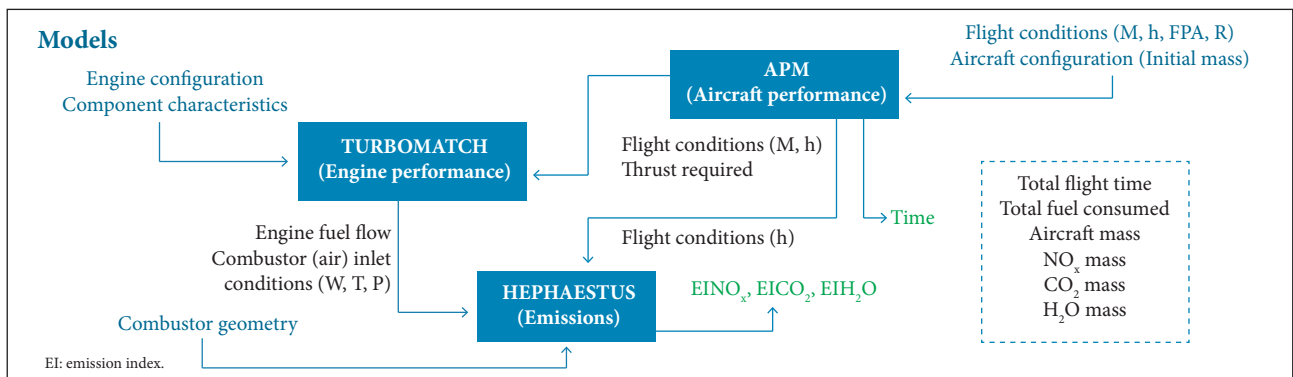 Models
Engine configuration
Component characteristics
APM
(Aircraft performance)
Flight conditions (M, h, FPA, R)
Aircraft configuration (Initial mass)
TURBOMATCH
(Engine performance)
Flight conditions (M, h)
Thrust required
Time
Total flight time
Total fuel consumed
Aircraft mass
NOₓ mass
CO₂ mass
H₂O mass
Engine fuel flow
Combustor (air) inlet
conditions (W, T, P)
Flight conditions (h)
HEPHAESTUS
(Emissions)
EINOₓ, EICO₂, EIH₂O
Combustor geometry
EI: emission index.